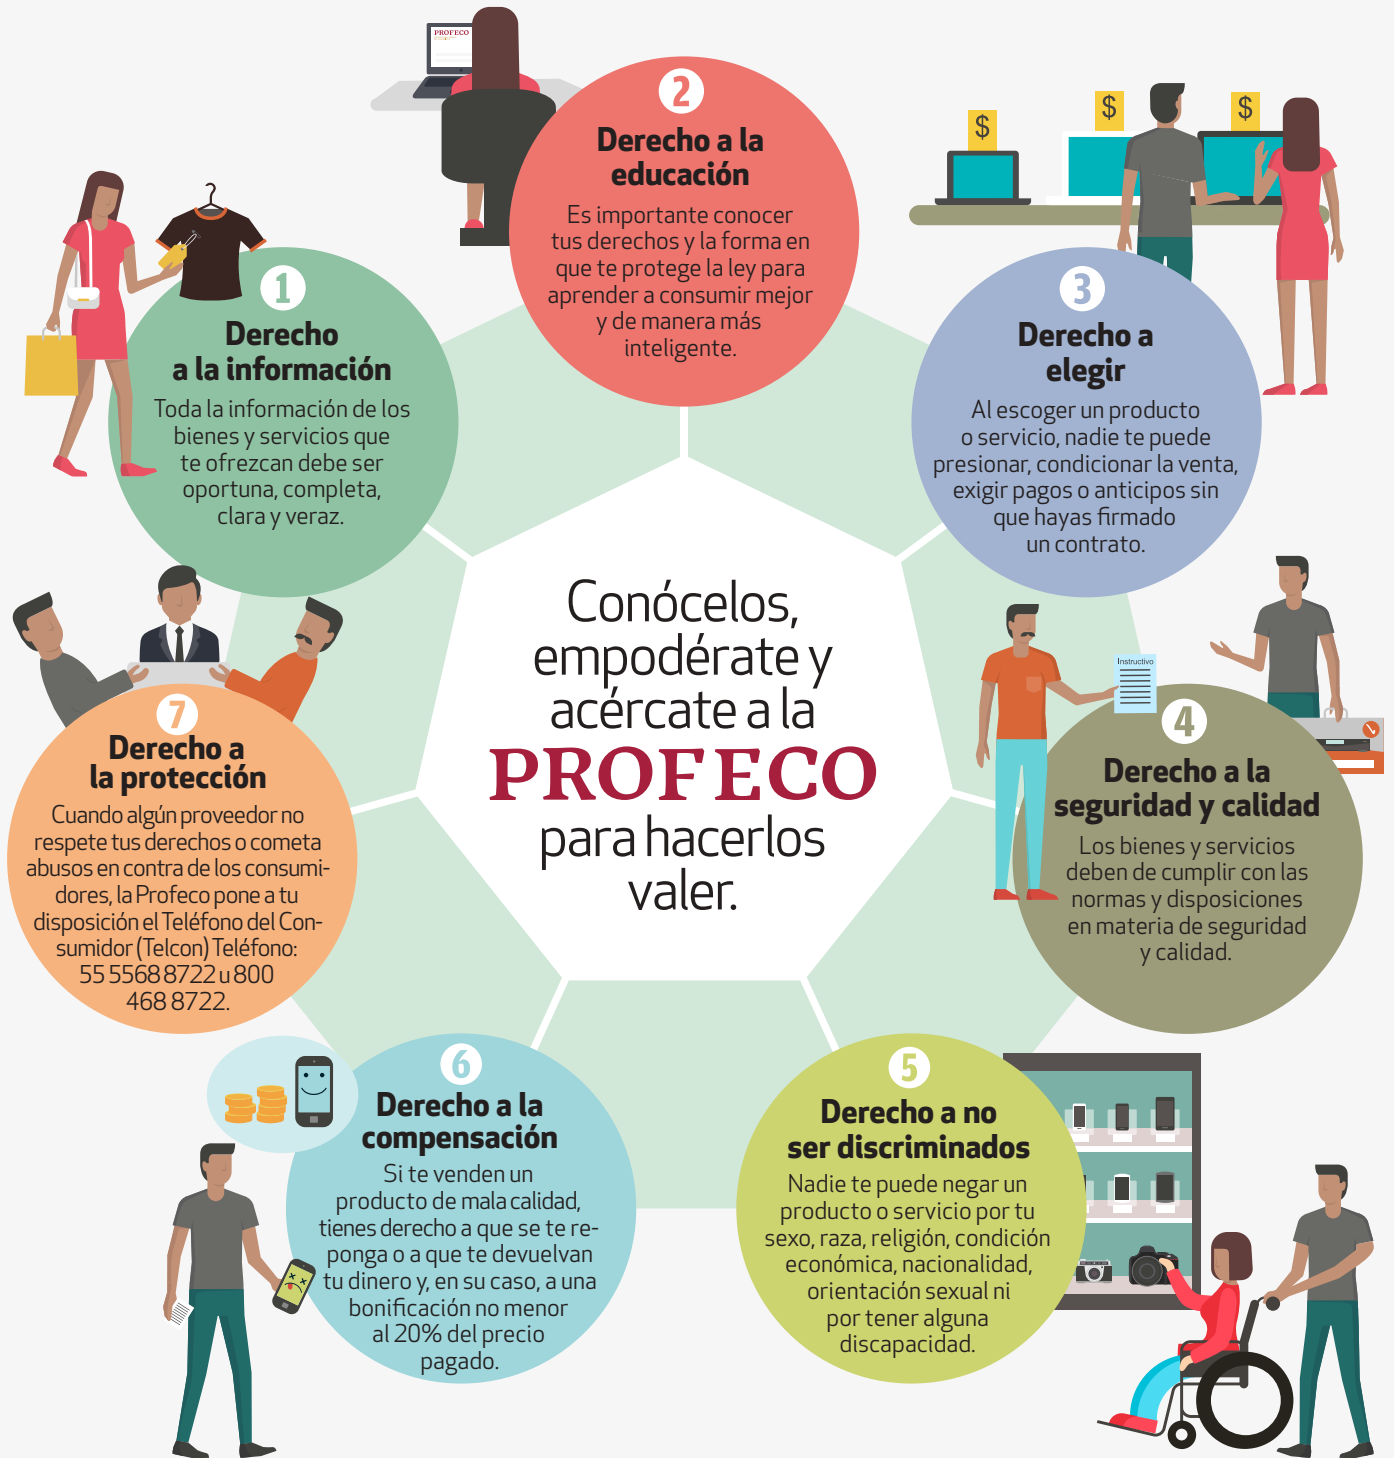 PROFECO
1
Derecho
a la información
Toda la información de los
bienes y servicios que
te ofrezcan debe ser
oportuna, completa,
clara y veraz.
2
Derecho a la
educación
Es importante conocer
tus derechos y la forma en
que te protege la ley para
aprender a consumir mejor
y de manera más
inteligente.
$
$
$
3
Derecho a
elegir
Al escoger un producto
o servicio, nadie te puede
presionar, condicionar la venta,
exigir pagos o anticipos sin
que hayas firmado
un contrato.
Conócelos,
empodérate y
acércate a la
PROFECO
para hacerlos
valer.
Instructivo
4
Derecho a la
seguridad y calidad
Los bienes y servicios
deben de cumplir con las
normas y disposiciones
en materia de seguridad
y calidad.
5
Derecho a no
ser discriminados
Nadie te puede negar un
producto o servicio por tu
sexo, raza, religión, condición
económica, nacionalidad,
orientación sexual ni
por tener alguna
discapacidad.
6
Derecho a la
compensación
Si te venden un
producto de mala calidad,
tienes derecho a que se te re-
ponga o a que te devuelvan
tu dinero y, en su caso, a una
bonificación no menor
al 20% del precio
pagado.
7
Derecho a
la protección
Cuando algún proveedor no
respete tus derechos o cometa
abusos en contra de los consumi-
dores, la Profeco pone a tu
disposición el Teléfono del Con-
sumidor (Telcon) Teléfono:
55 5568 8722 u 800
468 8722.